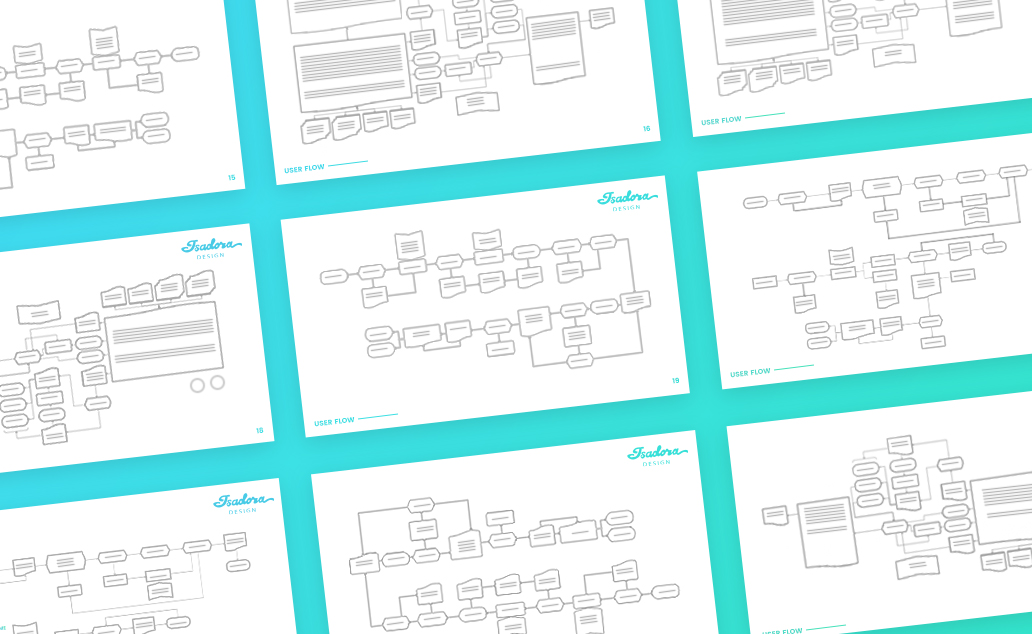 15
USER FLOW
16
USER FLOW
Isadora
DESIGN
18
Isadora
DESIGN
USER FLOW
19
USER FLOW
Isadora
DESIGN
Isadora
DESIGN
USER FLOW